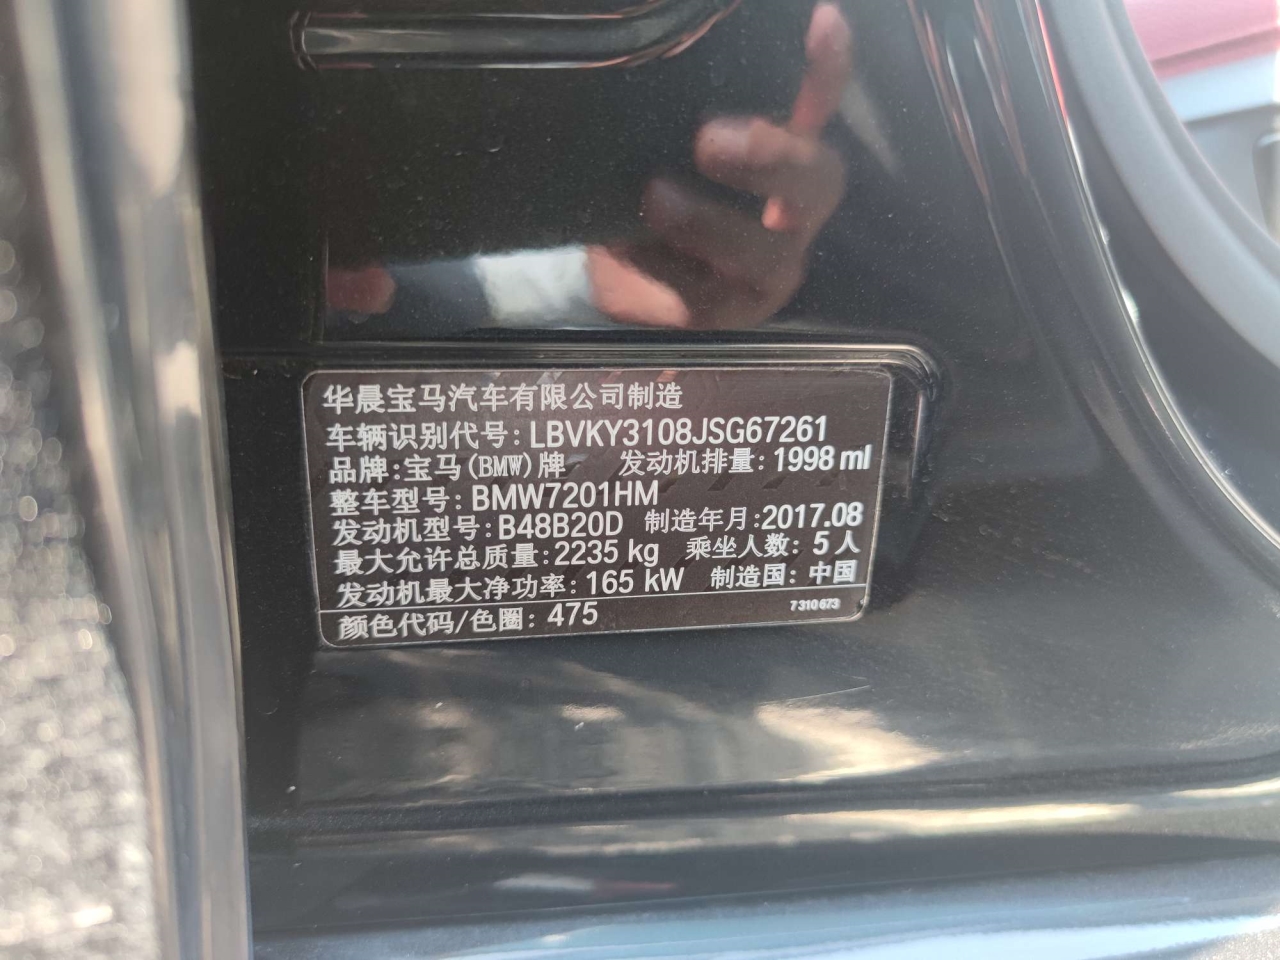 华晨宝马汽车有限公司制造
车辆识别代号: LBVKY3108JSG67261
品牌: 宝马(BMW)牌 发动机排量: 1998 ml
整车型号: BMW7201HM
发动机型号: B48B20D 制造年月: 2017.08
最大允许总质量: 2235 kg 乘坐人数: 5人
发动机最大净功率: 165 kW 制造国: 中国
颜色代码/色圈: 475 7310673